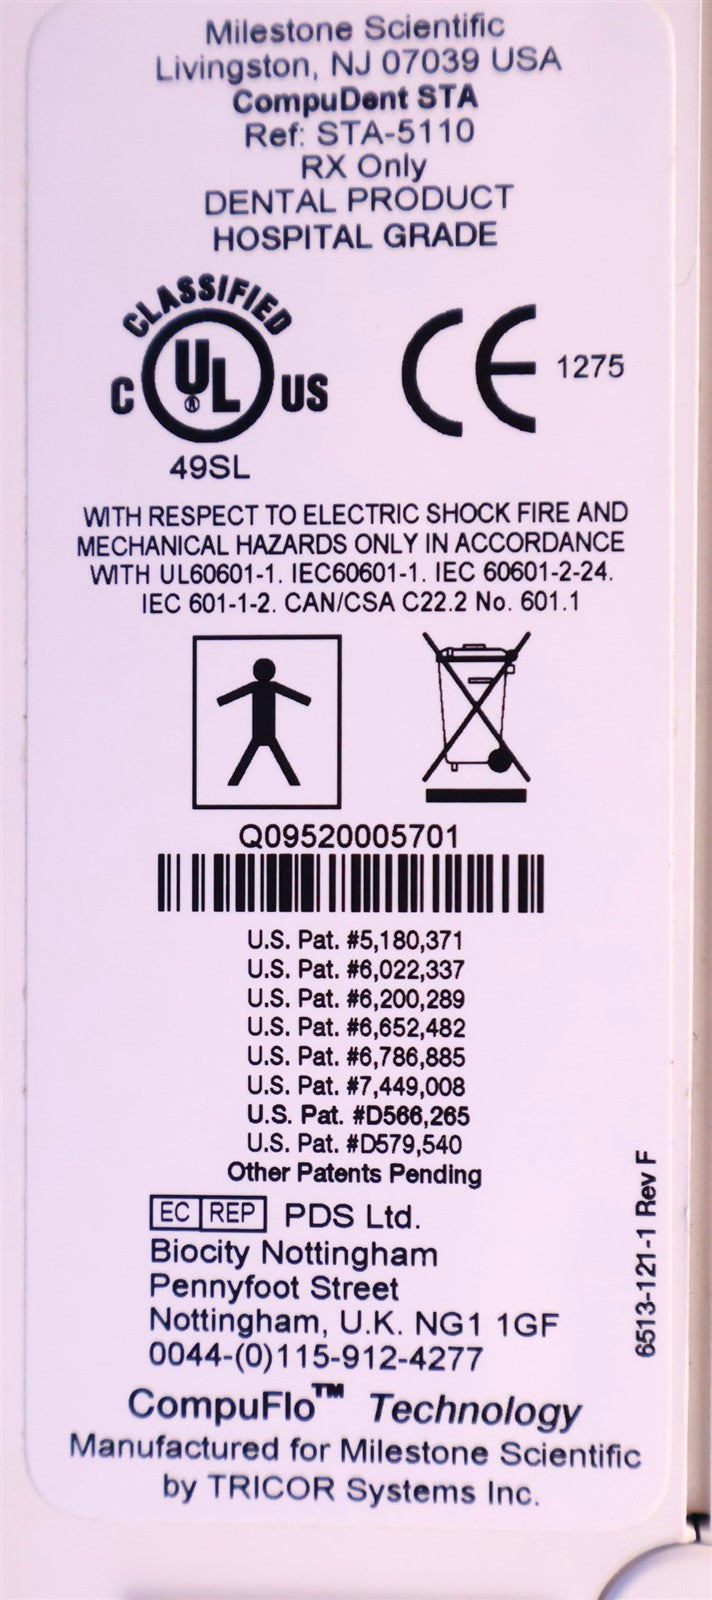 Milestone Scientific
Livingston, NJ 07039 USA
CompuDent STA
Ref: STA-5110
RX Only
DENTAL PRODUCT
HOSPITAL GRADE
CLASSIFIED
C UL® US
CE 1275
49SL
WITH RESPECT TO ELECTRIC SHOCK FIRE AND
MECHANICAL HAZARDS ONLY IN ACCORDANCE
WITH UL60601-1. IEC60601-1. IEC 60601-2-24.
IEC 601-1-2. CAN/CSA C22.2 No. 601.1
Q09520005701
U.S. Pat. #5,180,371
U.S. Pat. #6,022,337
U.S. Pat. #6,200,289
U.S. Pat. #6,652,482
U.S. Pat. #6,786,885
U.S. Pat. #7,449,008
U.S. Pat. #D566,265
U.S. Pat. #D579,540
Other Patents Pending
EC REP PDS Ltd.
Biocity Nottingham
Pennyfoot Street
Nottingham, U.K. NG1 1GF
0044-(0)115-912-4277
6513-121-1 Rev F
CompuFlo™ Technology
Manufactured for Milestone Scientific
by TRICOR Systems Inc.